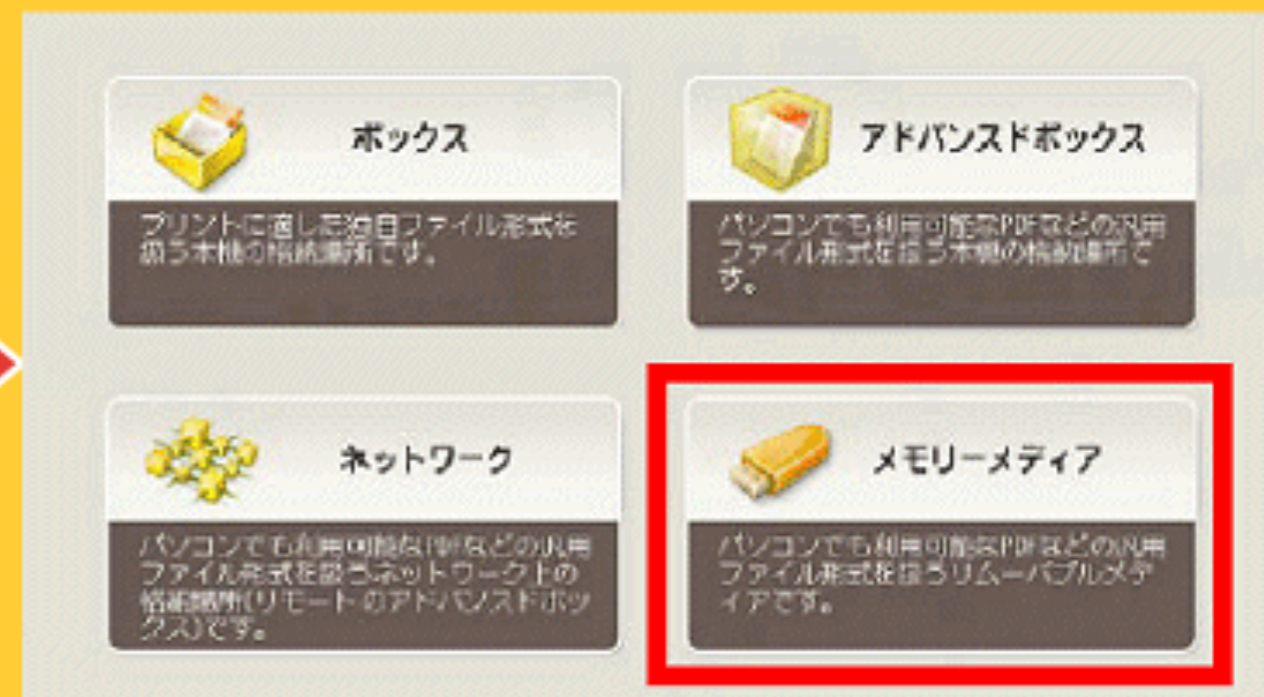 ボックス
プリントに適した独自ファイル形式を
扱う本機の格納場所です。
アドバンスドボックス
パソコンでも利用可能なPDFなどの汎用
ファイル形式を扱う本機の格納場所で
す。
ネットワーク
パソコンでも利用可能なPDFなどの汎用
ファイル形式を扱うネットワーク上の
格納場所(リモートのアドバンスドボッ
クス)です。
メモリーメディア
パソコンでも利用可能なPDFなどの汎用
ファイル形式を扱うリムーバブルメデ
ィアです。